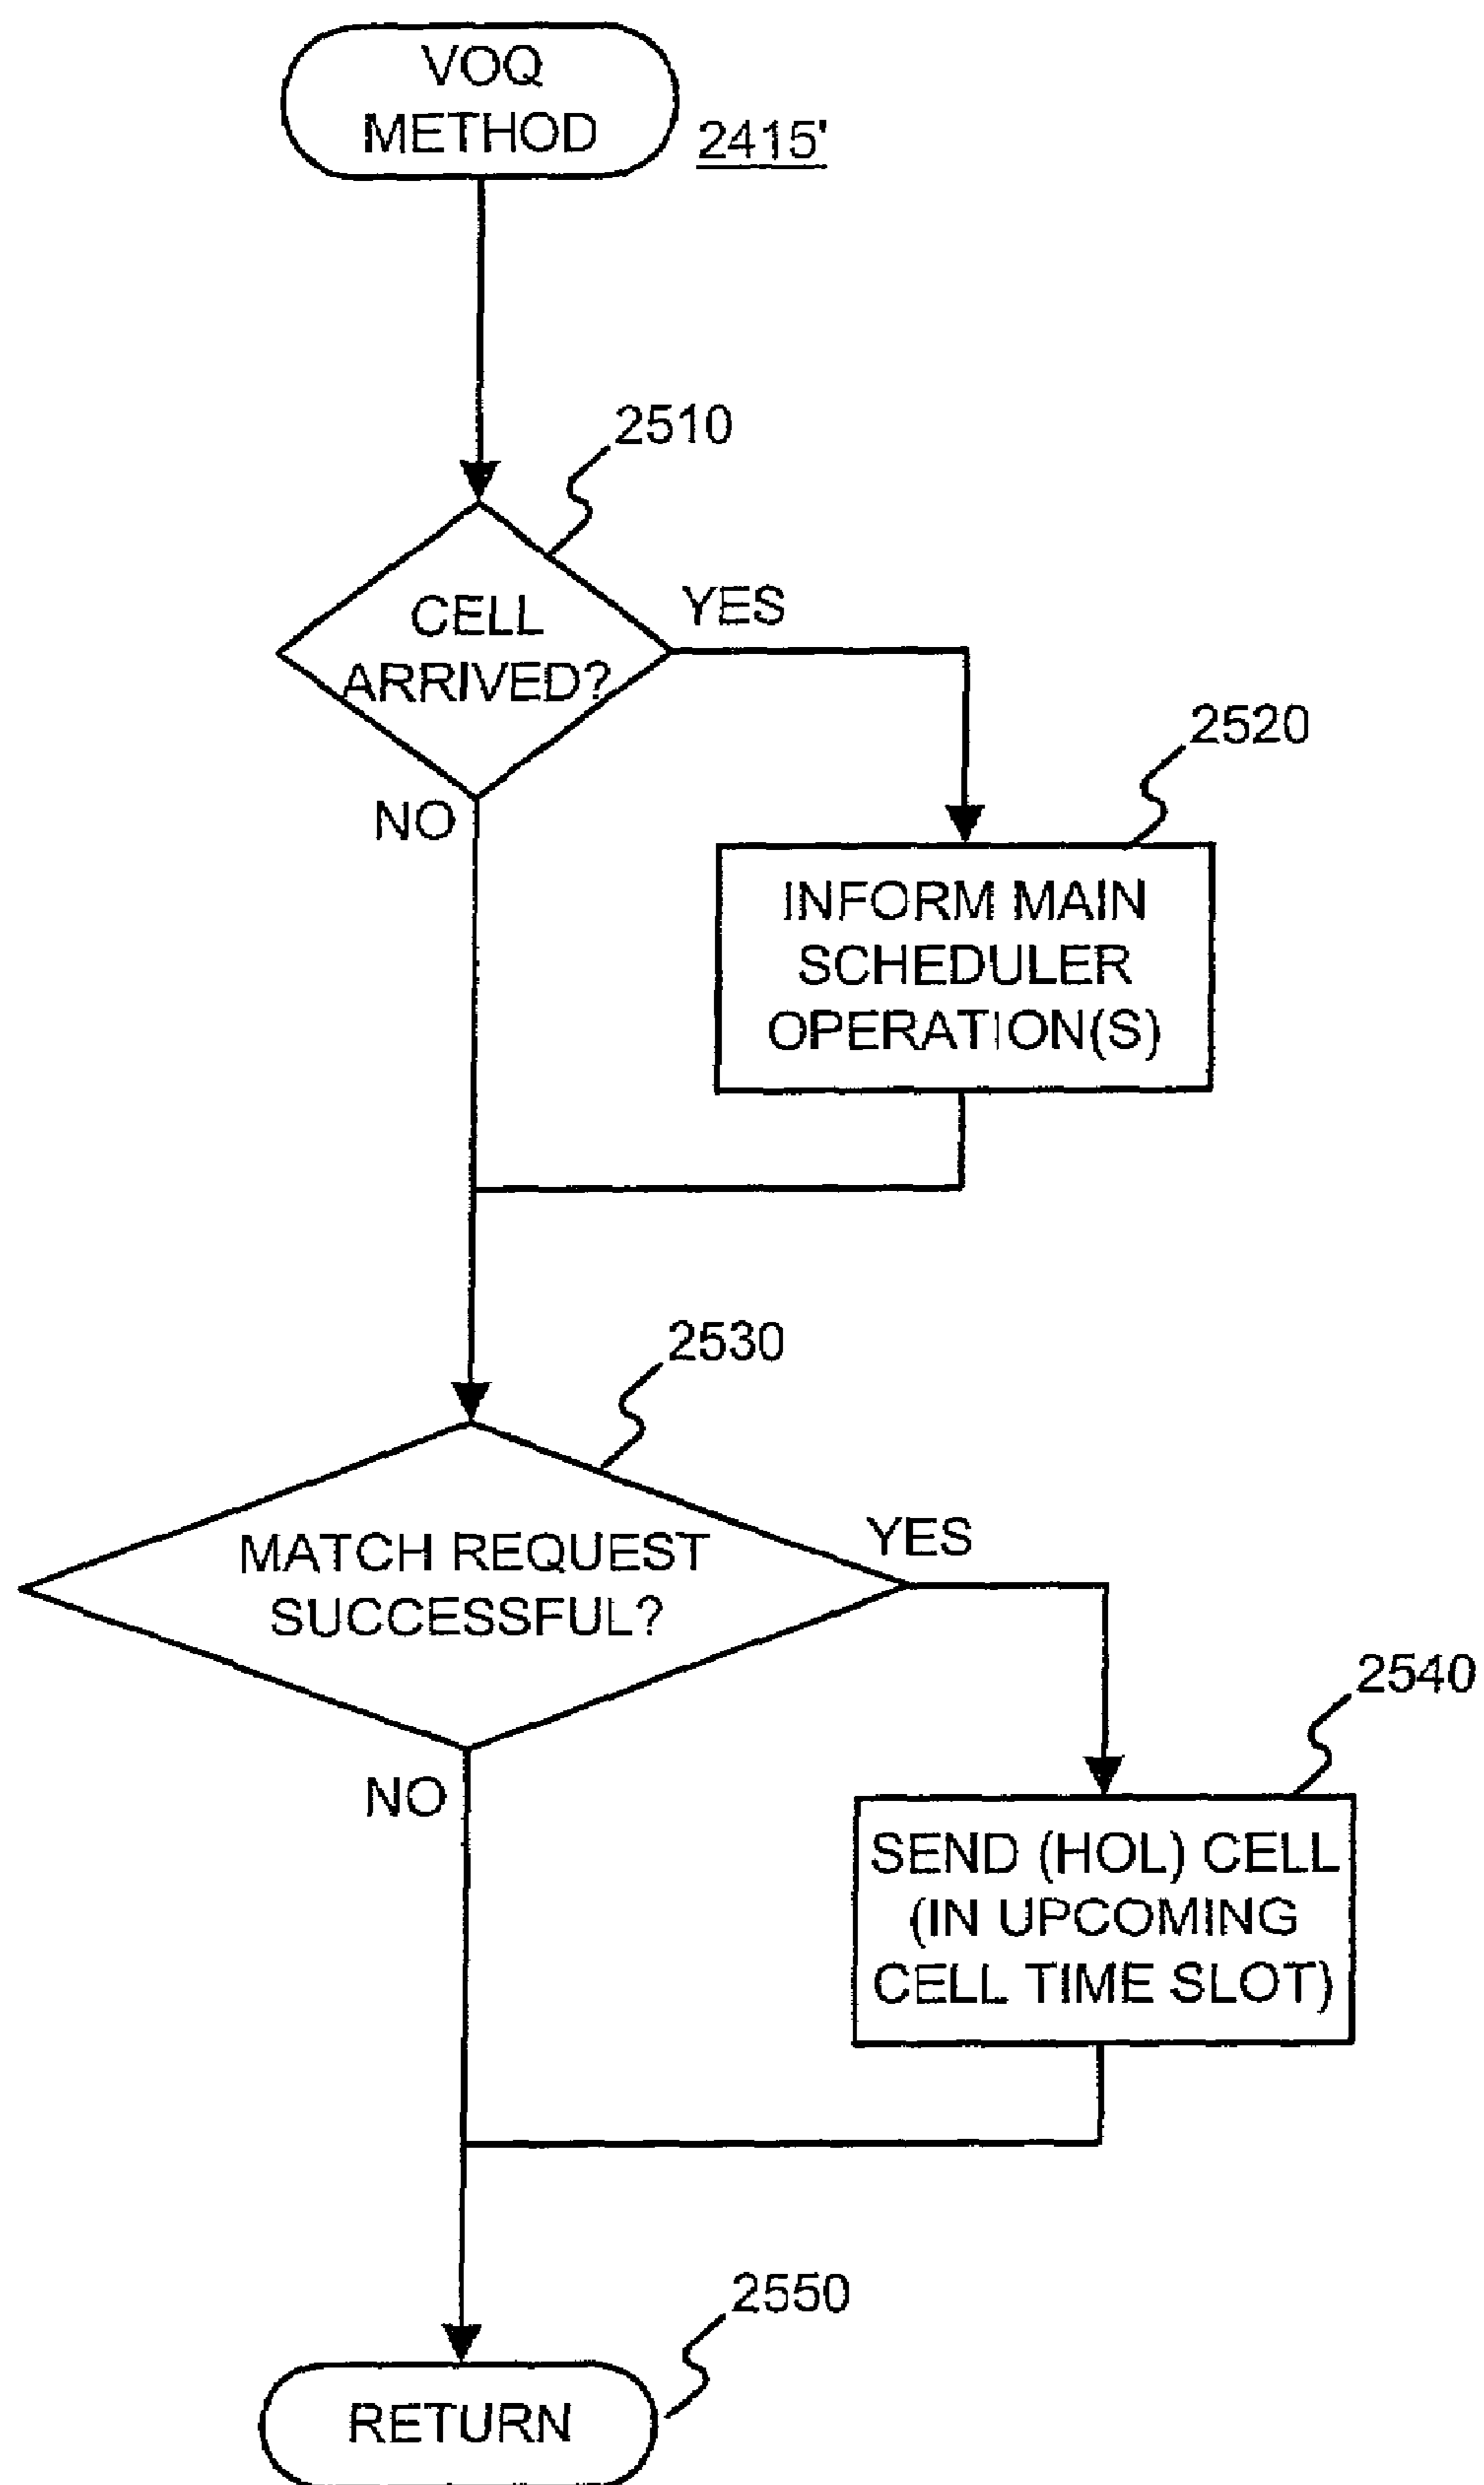 VOQ
METHOD
2415'
2510
CELL
ARRIVED?
YES
NO
2520
INFORM MAIN
SCHEDULER
OPERATION(S)
2530
MATCH REQUEST
SUCCESSFUL?
YES
NO
2540
SEND (HOL) CELL
(IN UPCOMING
CELL TIME SLOT)
2550
RETURN